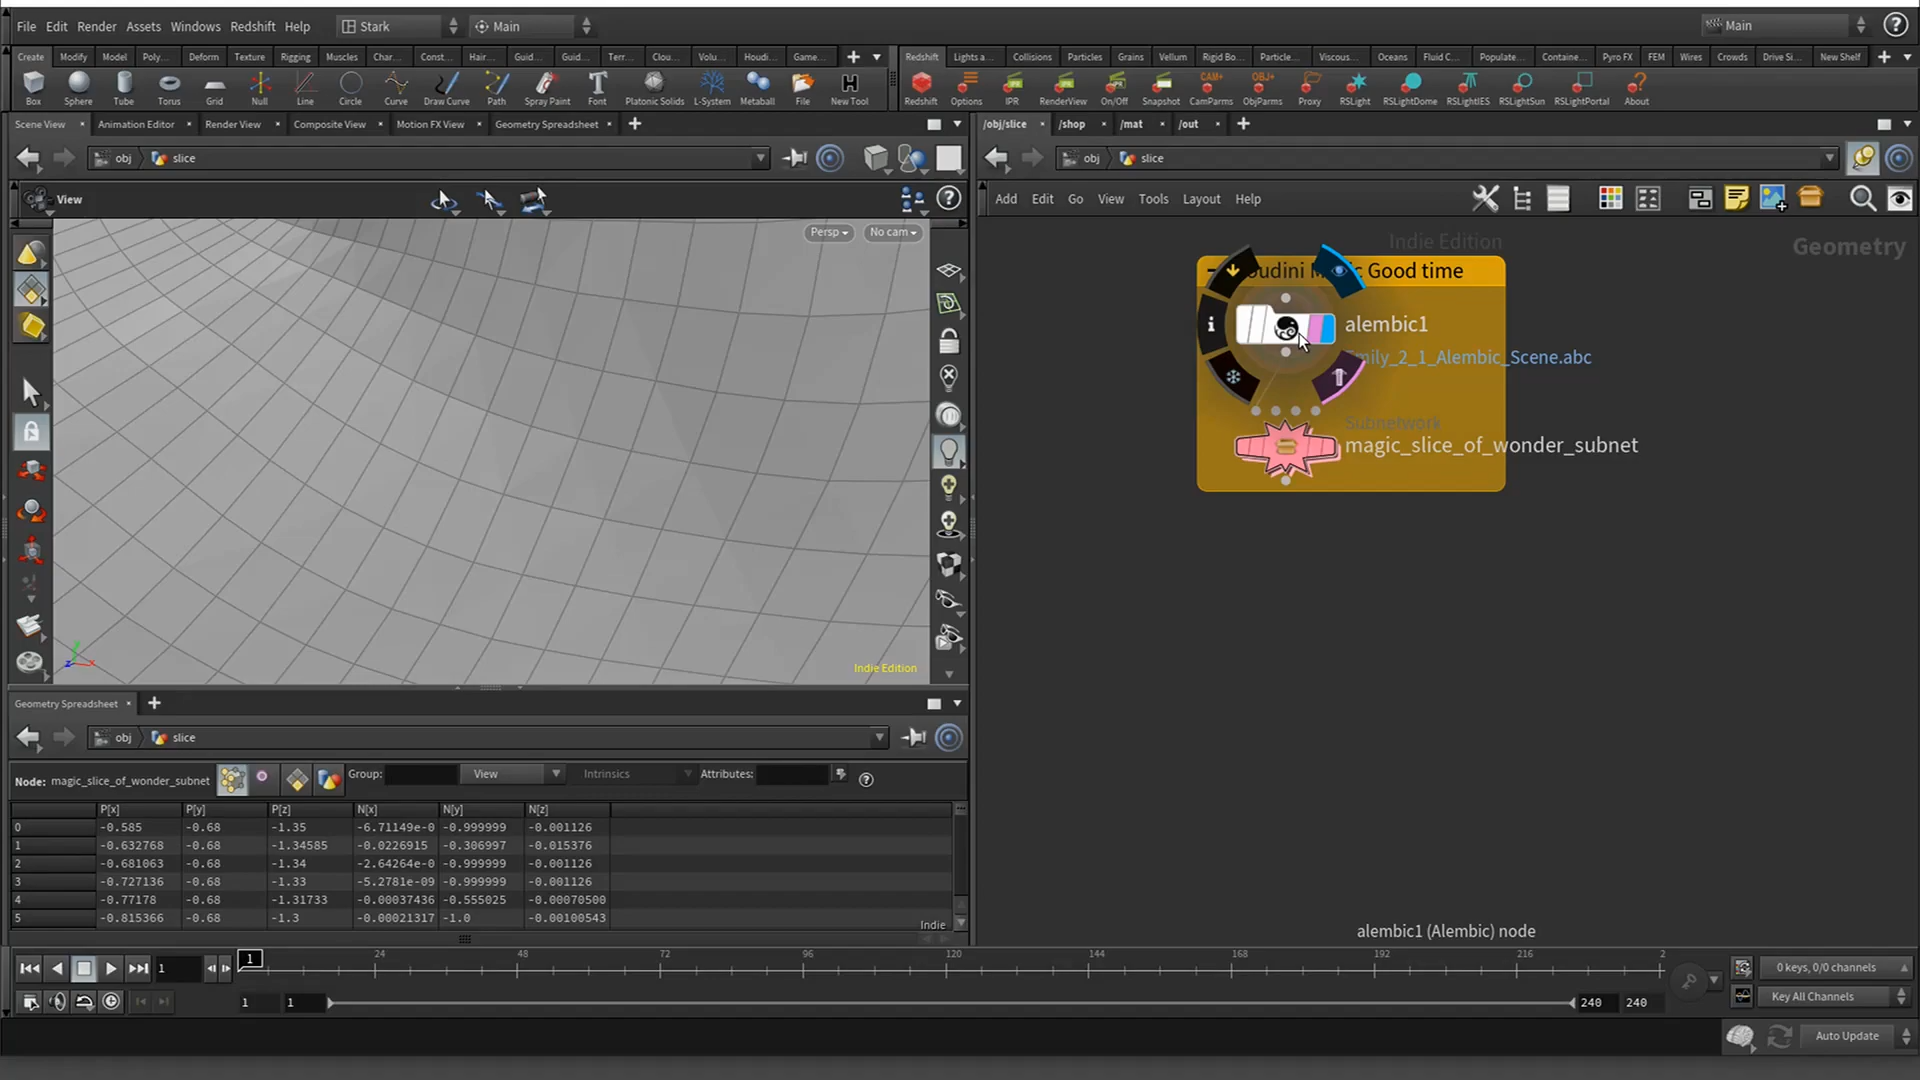 File Edit Render Assets Windows Redshift Help Stark Main Main
Create Modify Model Poly... Deform Texture Rigging Muscles Char... Const... Hair... Guid... Guid... Terr... Clou... Volu... Houdi... Game...
Redshift Lights a... Collisions Particles Grains Vellum Rigid Bo... Particle... Viscous... Oceans Fluid C... Populate... Containe... Pyro FX FEM Wires Crowds Drive Si... New Shelf
Box Sphere Tube Torus Grid Null Line Circle Curve Draw Curve Path Spray Paint Font Platonic Solids L-System Metaball File New Tool
Redshift Options IPR RenderView On/Off Snapshot CamParms ObjParms Proxy RSLight RSLightDome RSLightIES RSLightSun RSLightPortal About
Scene View Animation Editor Render View Composite View Motion FX View Geometry Spreadsheet
/obj/slice /shop /mat /out
obj slice
obj slice
View
Add Edit Go View Tools Layout Help
Persp No cam
Indie Edition
Geometry
Good time
alembic1
Emily_2_1_Alembic_Scene.abc
Subnetwork
magic_slice_of_wonder_subnet
Indie Edition
Geometry Spreadsheet
obj slice
Node: magic_slice_of_wonder_subnet Group: View Intrinsics Attributes:
P[x] P[y] P[z] N[x] N[y] N[z]
0 -0.585 -0.68 -1.35 -6.71149e-0 -0.999999 -0.001126
1 -0.632768 -0.68 -1.34585 -0.0226915 -0.306997 -0.015376
2 -0.681063 -0.68 -1.34 -2.64264e-0 -0.999999 -0.001126
3 -0.727136 -0.68 -1.33 -5.2781e-09 -0.999999 -0.001126
4 -0.77178 -0.68 -1.31733 -0.00037436 -0.555025 -0.00070500
5 -0.815366 -0.68 -1.3 -0.00021317 -1.0 -0.00100543
Indie
alembic1 (Alembic) node
1 1 24 48 72 96 120 144 168 192 216 2
0 keys, 0/0 channels
1 1 240 240
Key All Channels
Auto Update